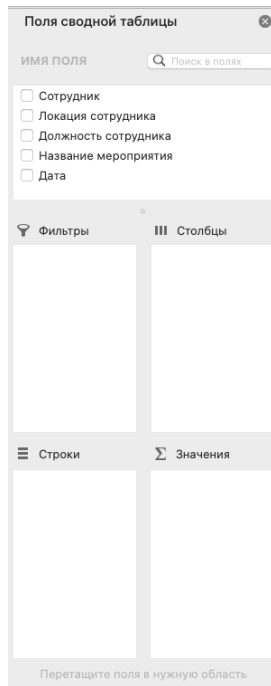 Поля сводной таблицы
ИМЯ ПОЛЯ
Поиск в полях
Сотрудник
Локация сотрудника
Должность сотрудника
Название мероприятия
Дата
Фильтры
Столбцы
Строки
Значения
Перетащите поля в нужную область